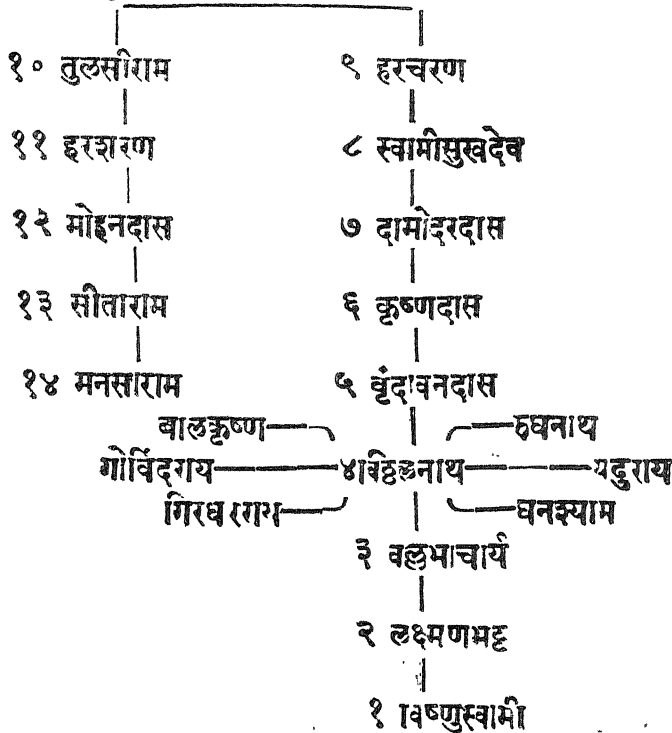 १० तुलसीराम ९ हरचरण
११ हरशरण ८ स्वामीसुखदेव
१२ मोहनदास ७ दामोदरदास
१३ सीताराम ६ कृष्णदास
१४ मनसाराम ५ वृंदावनदास
बालकृष्ण रुघनाथ
गोविंदराय ४ विठ्ठलनाथ यदुराय
गिरधरराय घनश्याम
३ वल्लभाचार्य
२ लक्ष्मणभट्ट
१ विष्णुस्वामी